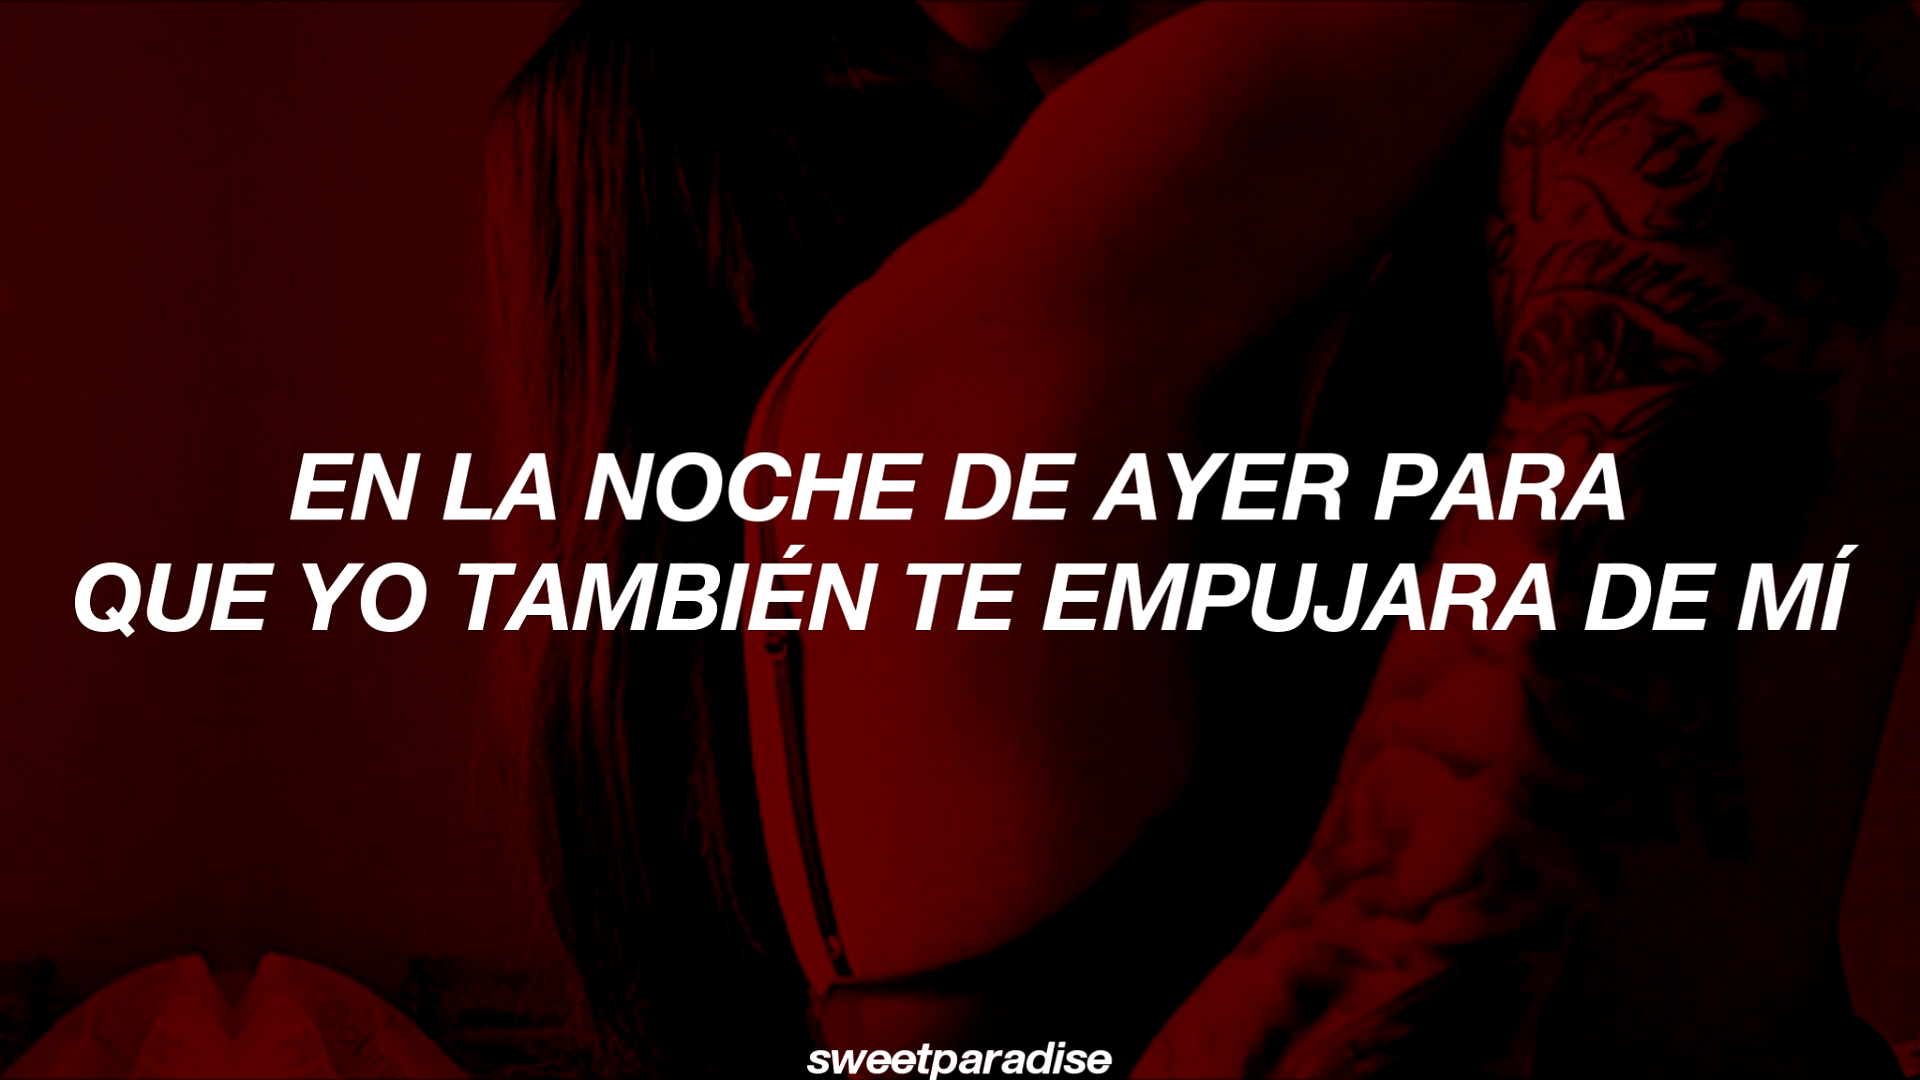 EN LA NOCHE DE AYER PARA
QUE YO TAMBIÉN TE EMPUJARA DE MÍ
sweetparadise